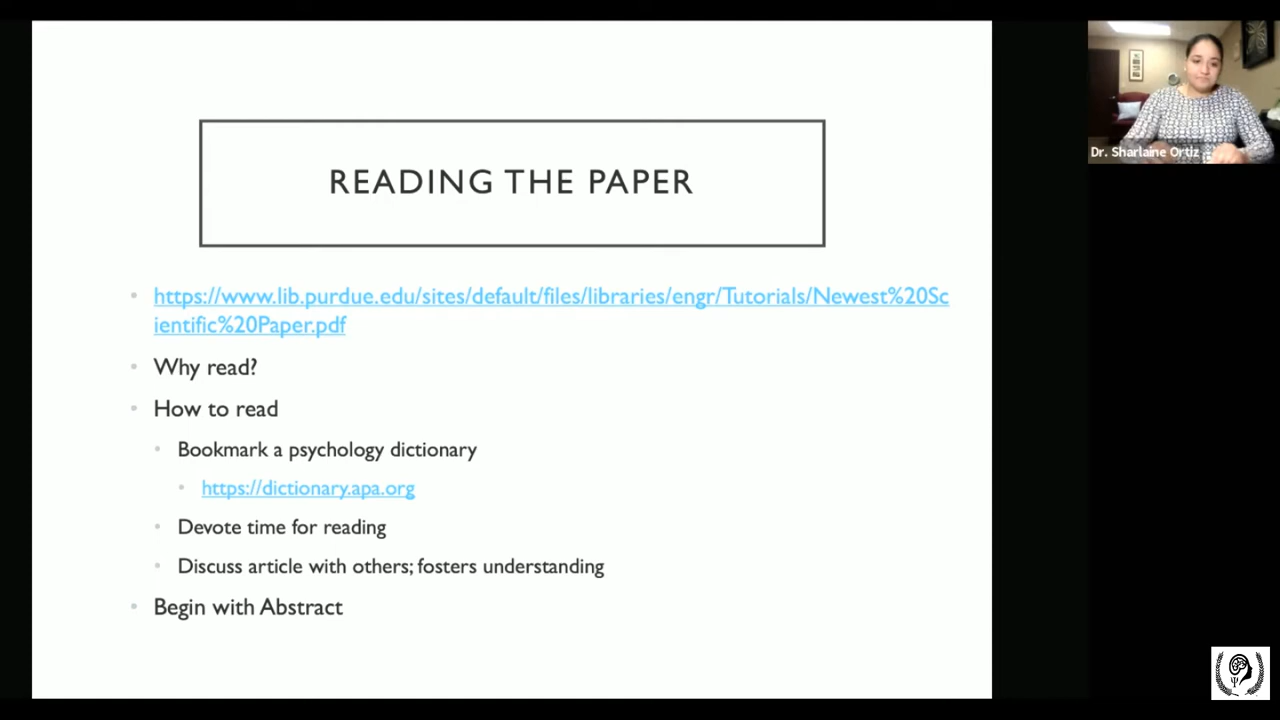 READING THE PAPER
https://www.lib.purdue.edu/sites/default/files/libraries/engr/Tutorials/Newest%20Sc
ientific%20Paper.pdf
Why read?
How to read
Bookmark a psychology dictionary
https://dictionary.apa.org
Devote time for reading
Discuss article with others; fosters understanding
Begin with Abstract
Dr. Sharlaine Ortiz
Ψ